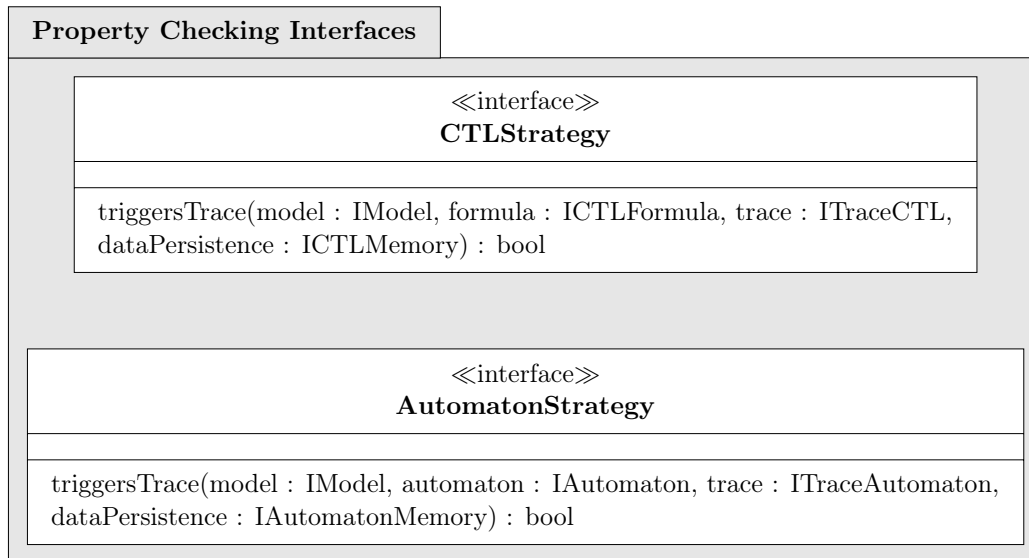 Property Checking Interfaces
≪interface≫
CTLStrategy
triggersTrace(model : IModel, formula : ICTLFormula, trace : ITraceCTL,
dataPersistence : ICTLMemory) : bool
≪interface≫
AutomatonStrategy
triggersTrace(model : IModel, automaton : IAutomaton, trace : ITraceAutomaton,
dataPersistence : IAutomatonMemory) : bool